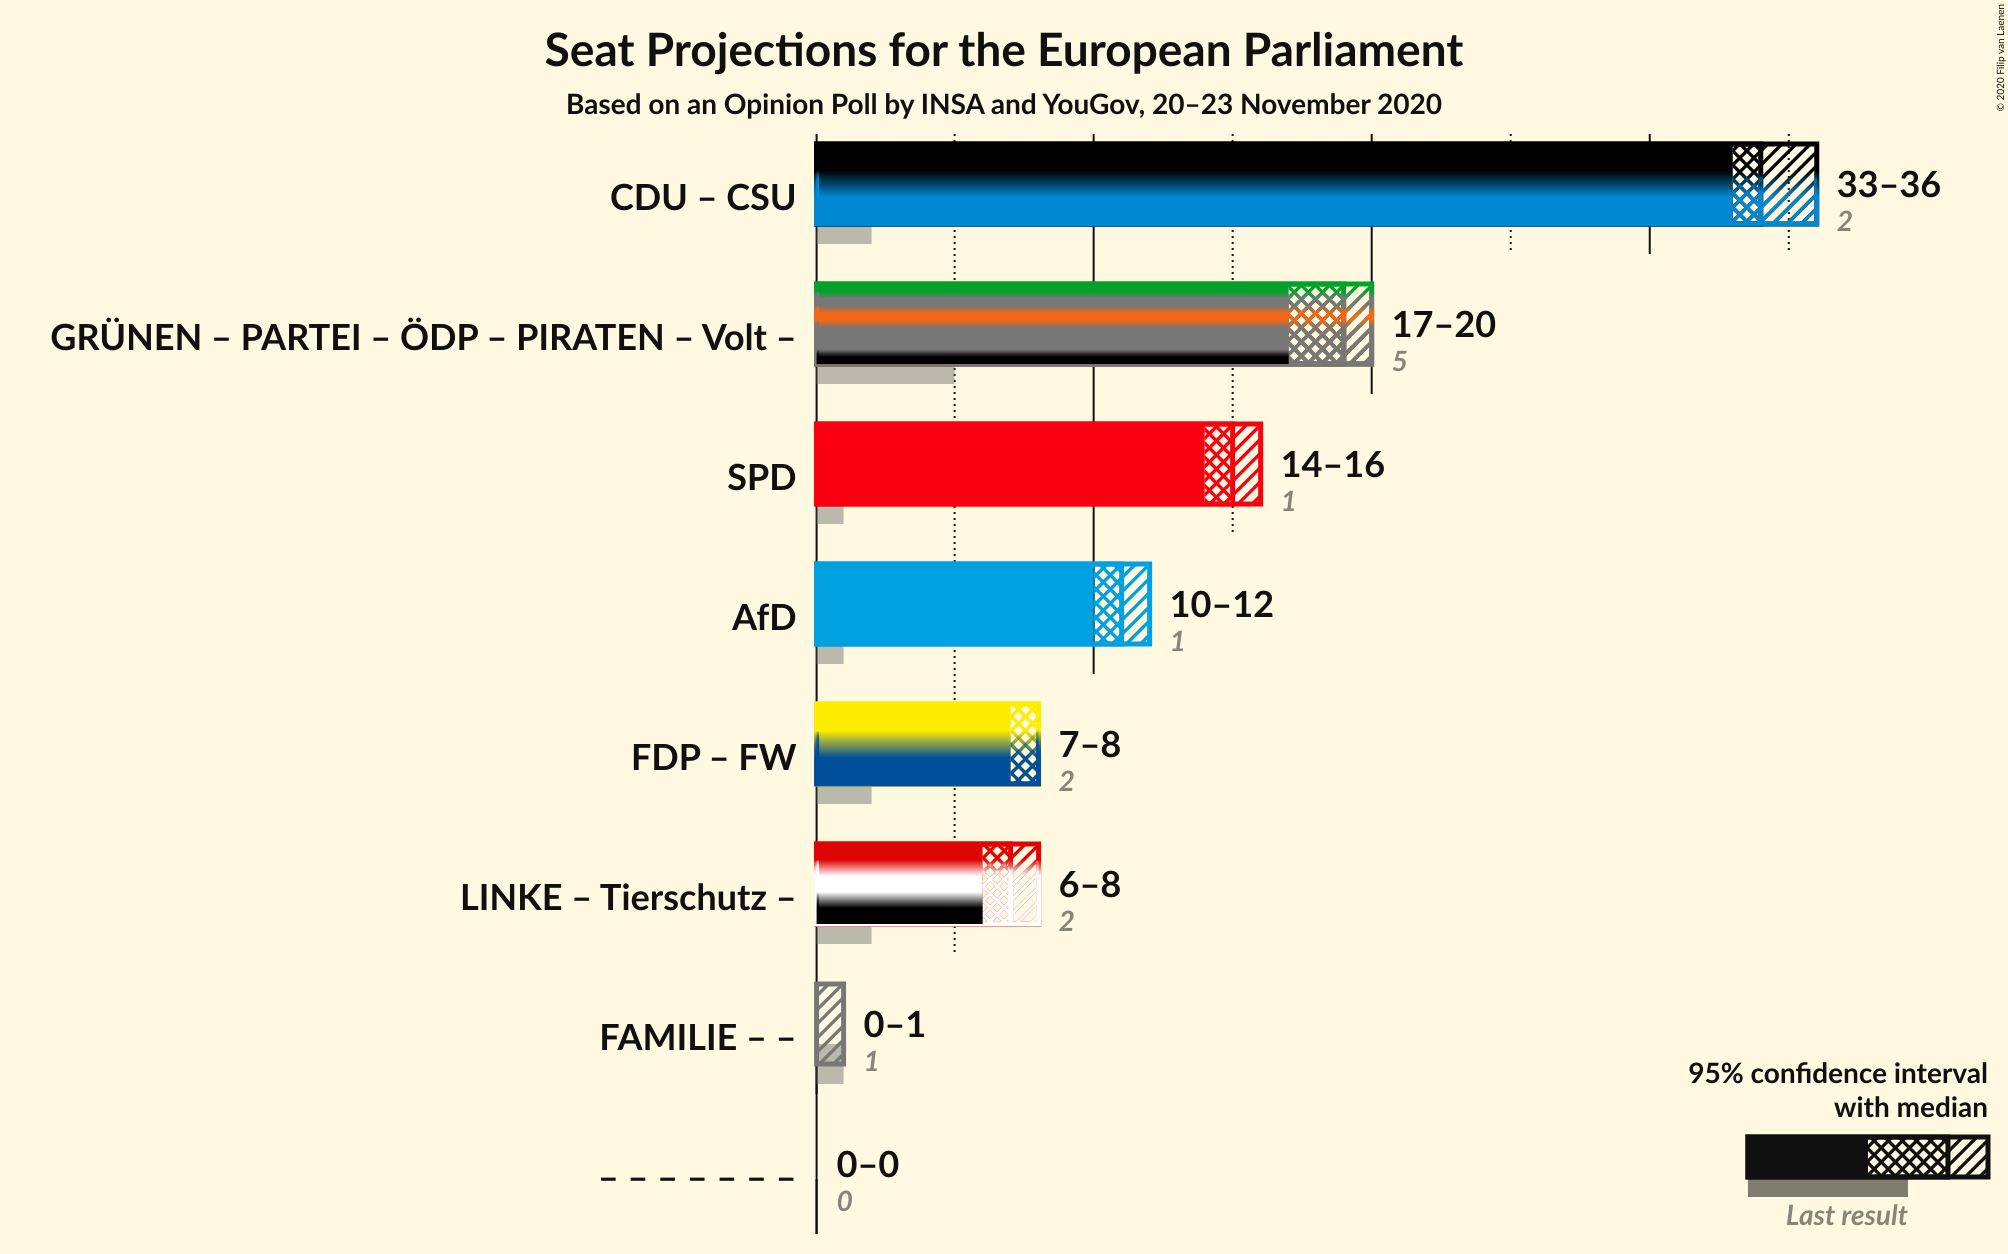 Seat Projections for the European Parliament
Based on an Opinion Poll by INSA and YouGov, 20–23 November 2020
© 2020 Filip van Laenen
CDU – CSU
33–36
2
GRÜNEN – PARTEI – ÖDP – PIRATEN – Volt –
17–20
5
SPD
14–16
1
AfD
10–12
1
FDP – FW
7–8
2
LINKE – Tierschutz –
6–8
2
FAMILIE – –
0–1
1
– – – – – – –
0–0
0
95% confidence interval
with median
Last result